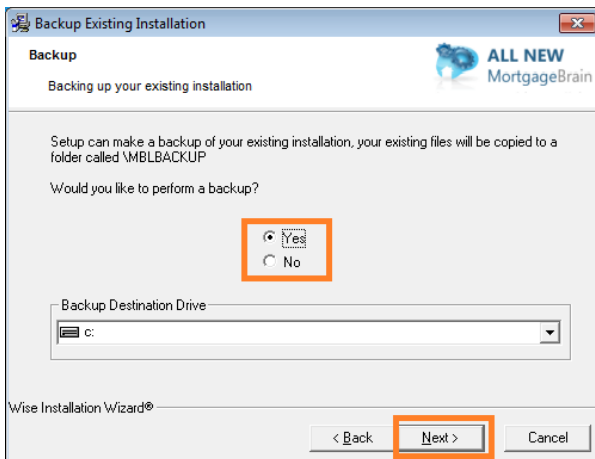 Backup Existing Installation
Backup
Backing up your existing installation
ALL NEW
MortgageBrain
Setup can make a backup of your existing installation, your existing files will be copied to a
folder called \MBLBACKUP
Would you like to perform a backup?
Yes
No
Backup Destination Drive
c:
Wise Installation Wizard®
< Back
Next >
Cancel